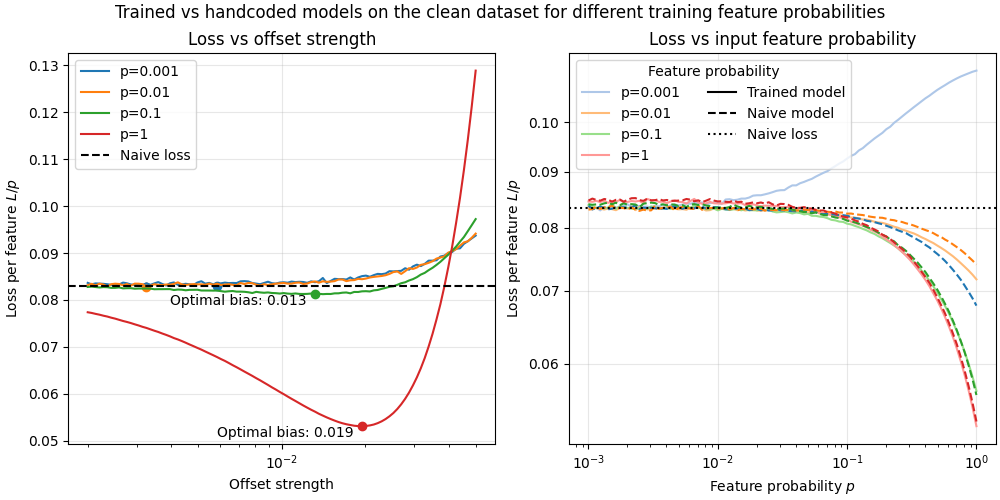 Trained vs handcoded models on the clean dataset for different training feature probabilities
Loss vs offset strength
Loss per feature L/p
0.13
0.12
0.11
0.10
0.09
0.08
0.07
0.06
0.05
p=0.001
p=0.01
p=0.1
p=1
Naive loss
Optimal bias: 0.013
Optimal bias: 0.019
10⁻²
Offset strength
Loss vs input feature probability
Loss per feature L/p
0.10
0.09
0.08
0.07
0.06
Feature probability
p=0.001
p=0.01
p=0.1
p=1
Trained model
Naive model
Naive loss
10⁻³
10⁻²
10⁻¹
10⁰
Feature probability p